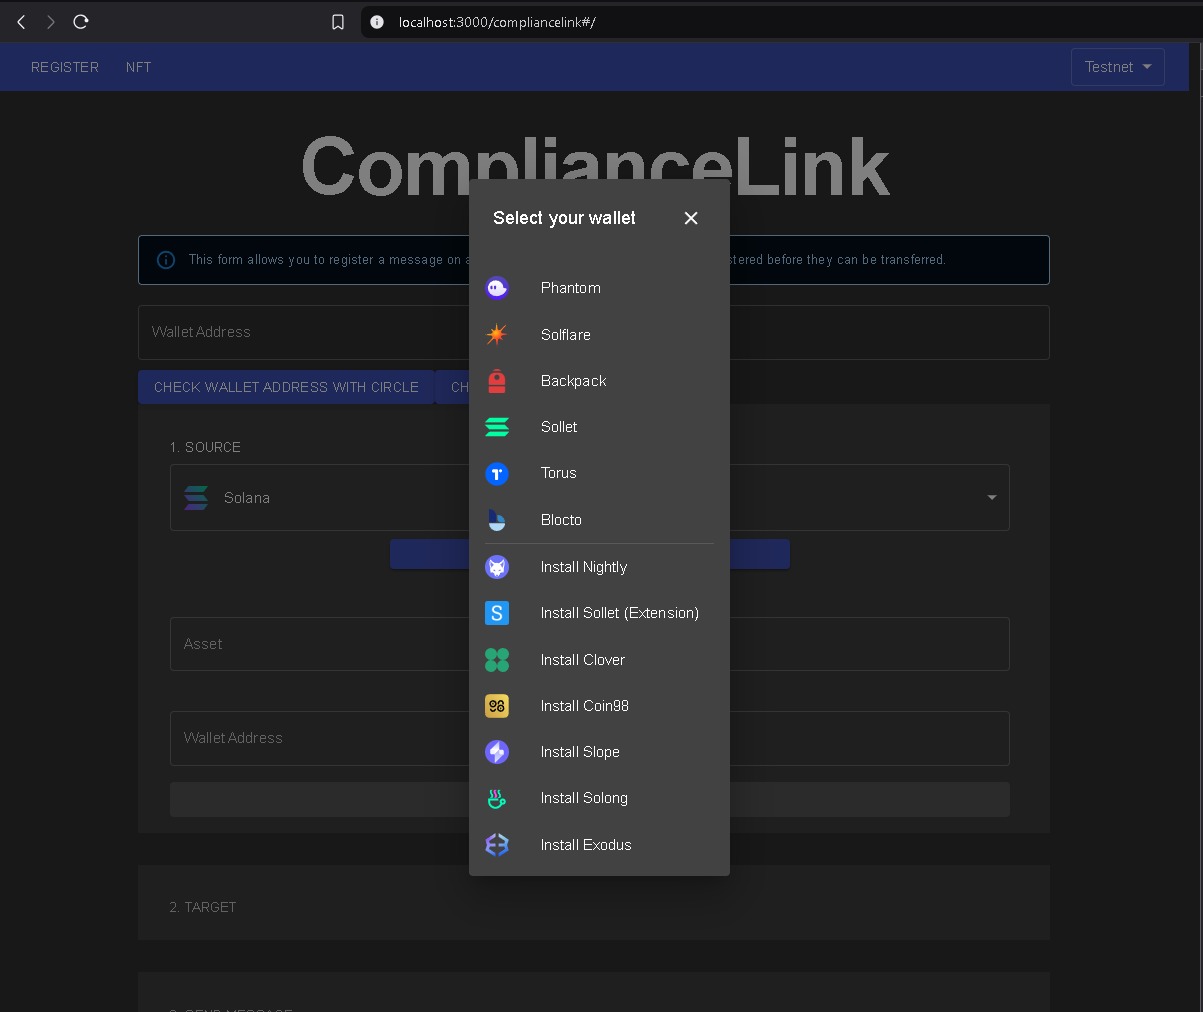 localhost:3000/compliancelink#/
REGISTER NFT Testnet
ComplianceLink
Select your wallet
This form allows you to register a message on
before they can be transferred.
Phantom
Solflare
Wallet Address
Backpack
CHECK WALLET ADDRESS WITH CIRCLE
Sollet
1. SOURCE
Torus
Solana
Blocto
Install Nightly
Install Sollet (Extension)
Asset
Install Clover
Install Coin98
Wallet Address
Install Slope
Install Solong
Install Exodus
2. TARGET